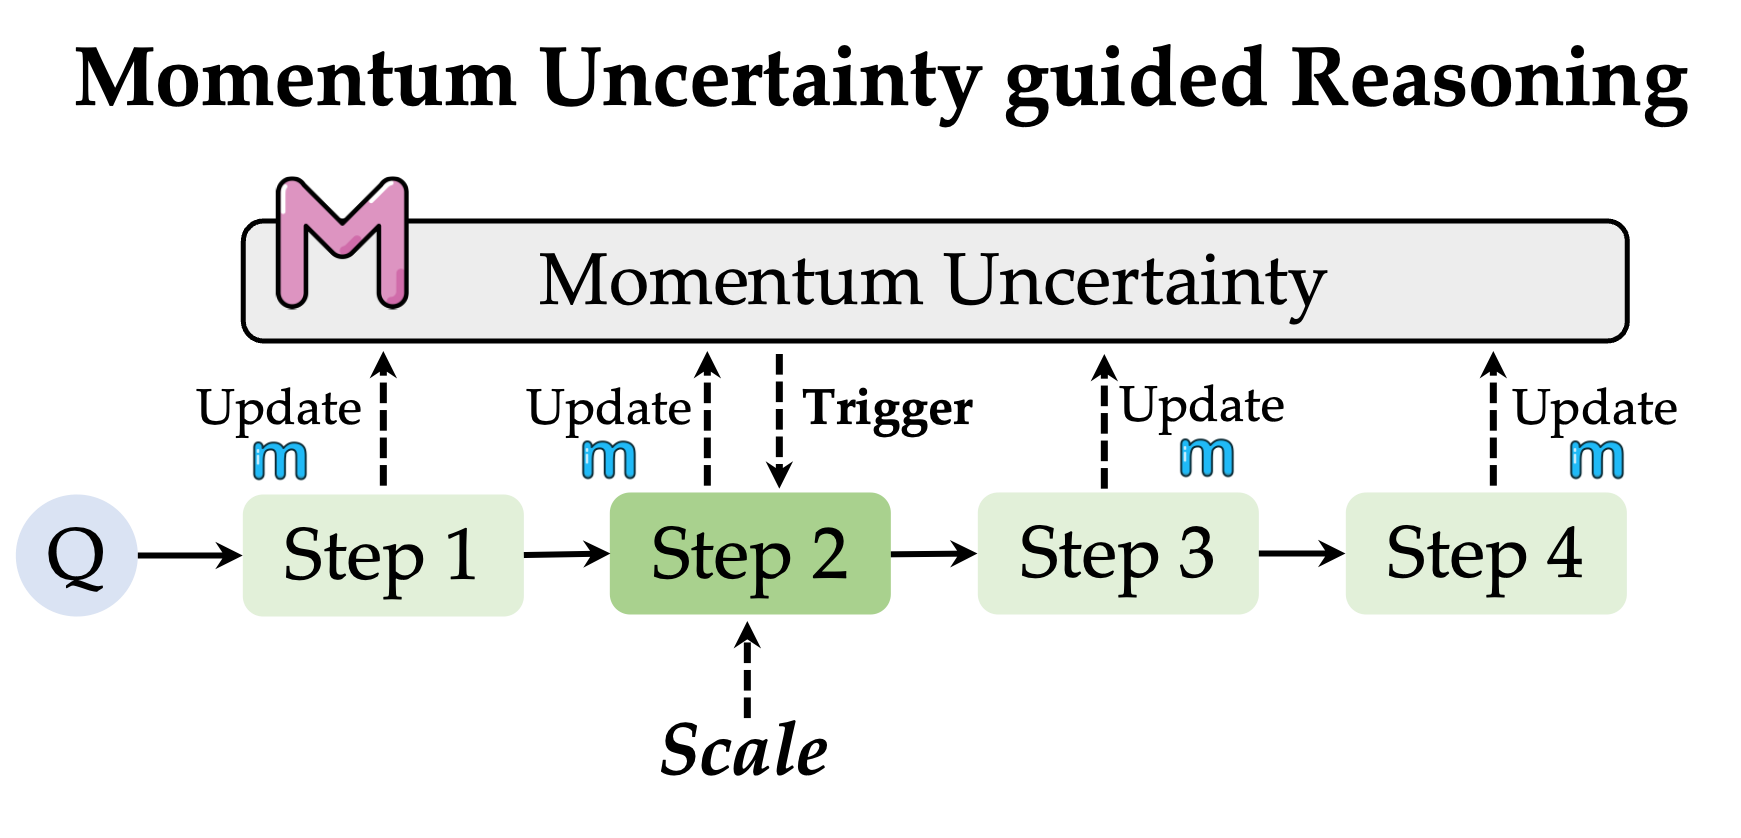 Momentum Uncertainty guided Reasoning
M
Momentum Uncertainty
Update
m
Update
m
Trigger
Update
m
Update
m
Q
Step 1
Step 2
Step 3
Step 4
Scale